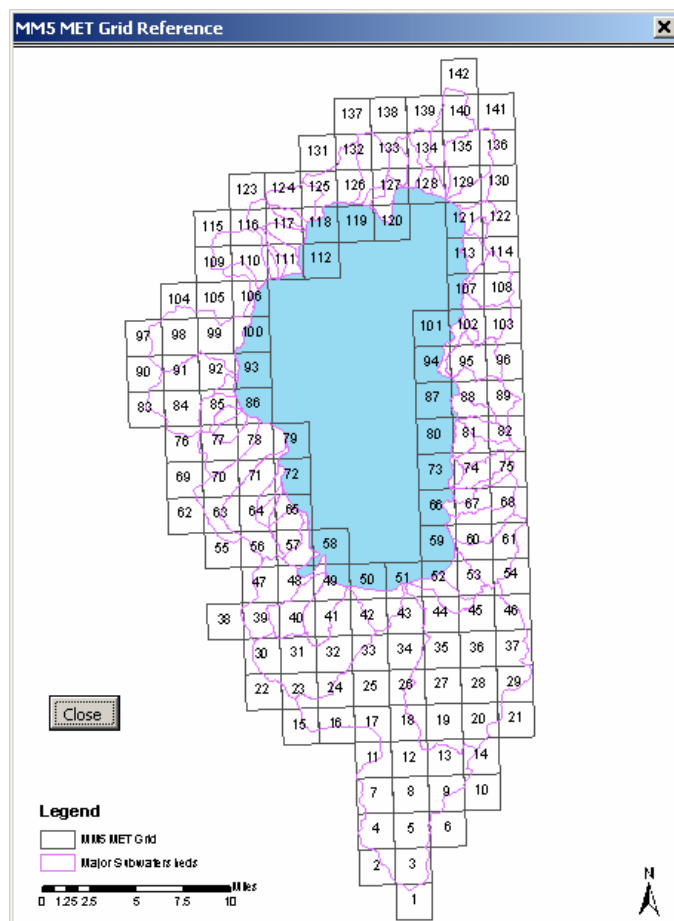 MM5 MET Grid Reference
142
137 138 139 140 141
131 132 133 134 135 136
123 124 125 126 127 128 129 130
115 116 117 118 119 120 121 122
109 110 111 112 113 114
104 105 106 107 108
97 98 99 100 101 102 103
90 91 92 93 94 95 96
83 84 85 86 87 88 89
76 77 78 79 80 81 82
69 70 71 72 73 74 75
62 63 64 65 66 67 68
55 56 57 58 59 60 61
47 48 49 50 51 52 53 54
38 39 40 41 42 43 44 45 46
30 31 32 33 34 35 36 37
22 23 24 25 26 27 28 29
15 16 17 18 19 20 21
11 12 13 14
7 8 9 10
4 5 6
2 3
1
Close
Legend
MM5 MET Grid
Major Subwatersheds
Miles
0 1.25 2.5 5 7.5 10
N